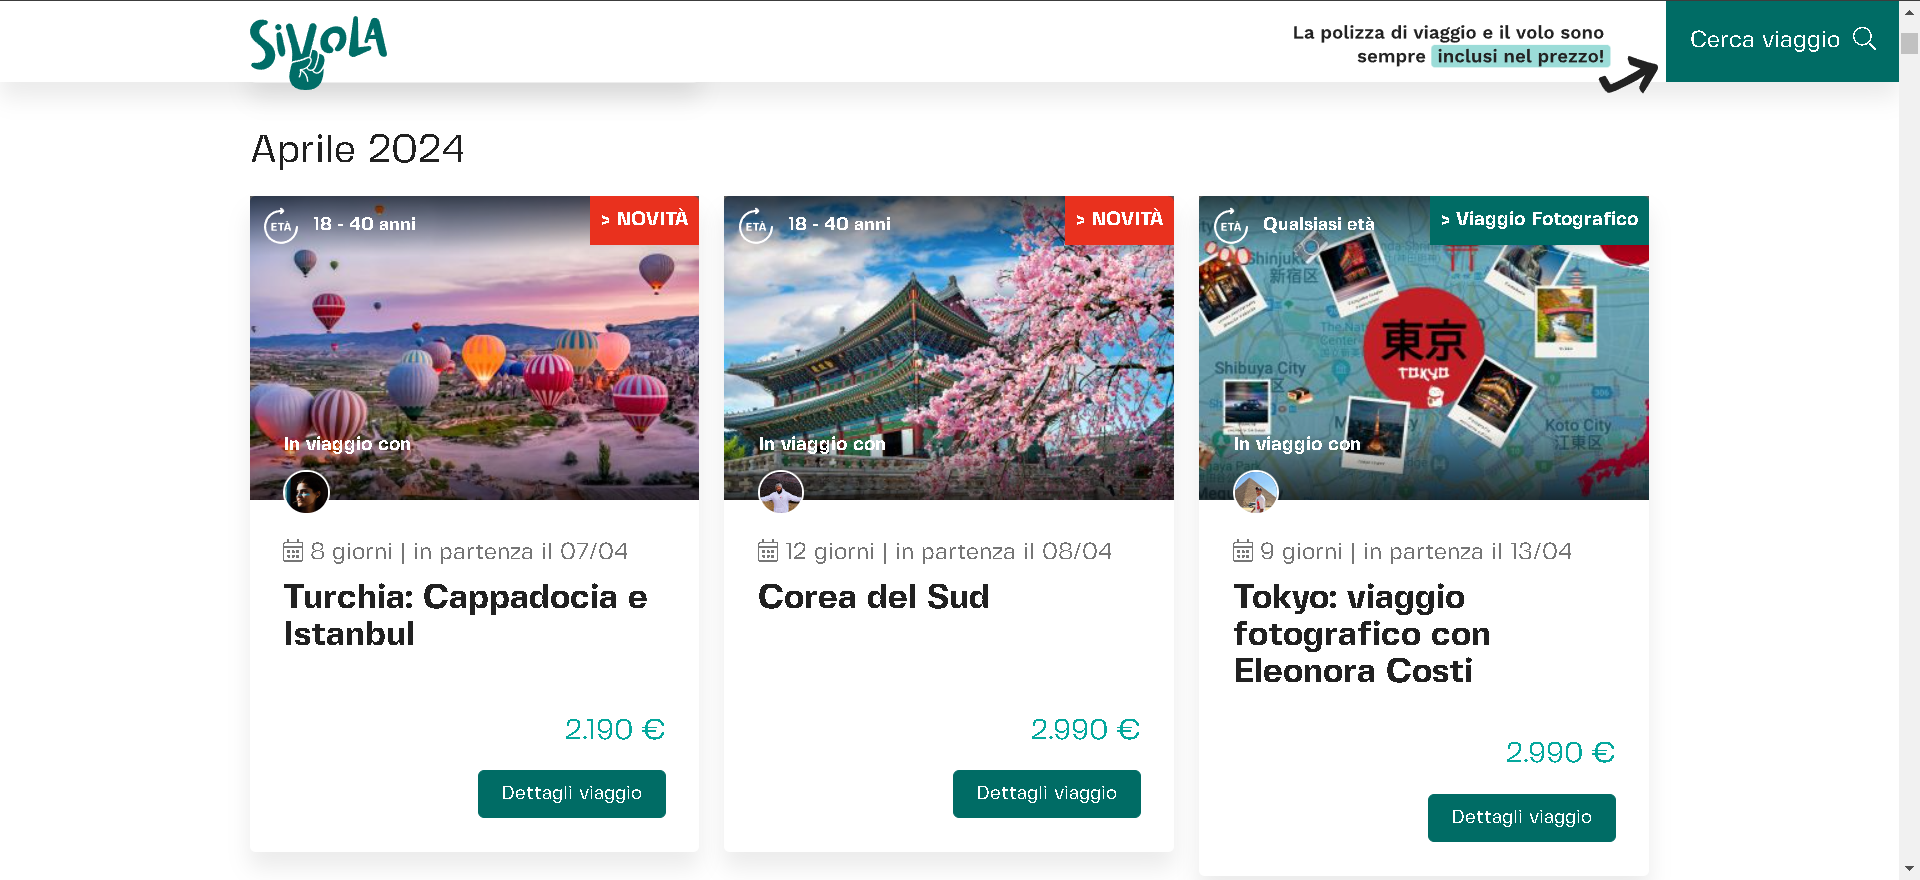 SiVOLA
La polizza di viaggio e il volo sono
sempre inclusi nel prezzo!
Cerca viaggio
Aprile 2024
ETÀ 18 - 40 anni
> NOVITÀ
In viaggio con
8 giorni | in partenza il 07/04
Turchia: Cappadocia e
Istanbul
2.190 €
Dettagli viaggio
ETÀ 18 - 40 anni
> NOVITÀ
In viaggio con
12 giorni | in partenza il 08/04
Corea del Sud
2.990 €
Dettagli viaggio
ETÀ Qualsiasi età
> Viaggio Fotografico
Shinjuku
新宿区
東京
TOKYO
Shibuya City
Koto City
江東区
In viaggio con
9 giorni | in partenza il 13/04
Tokyo: viaggio
fotografico con
Eleonora Costi
2.990 €
Dettagli viaggio